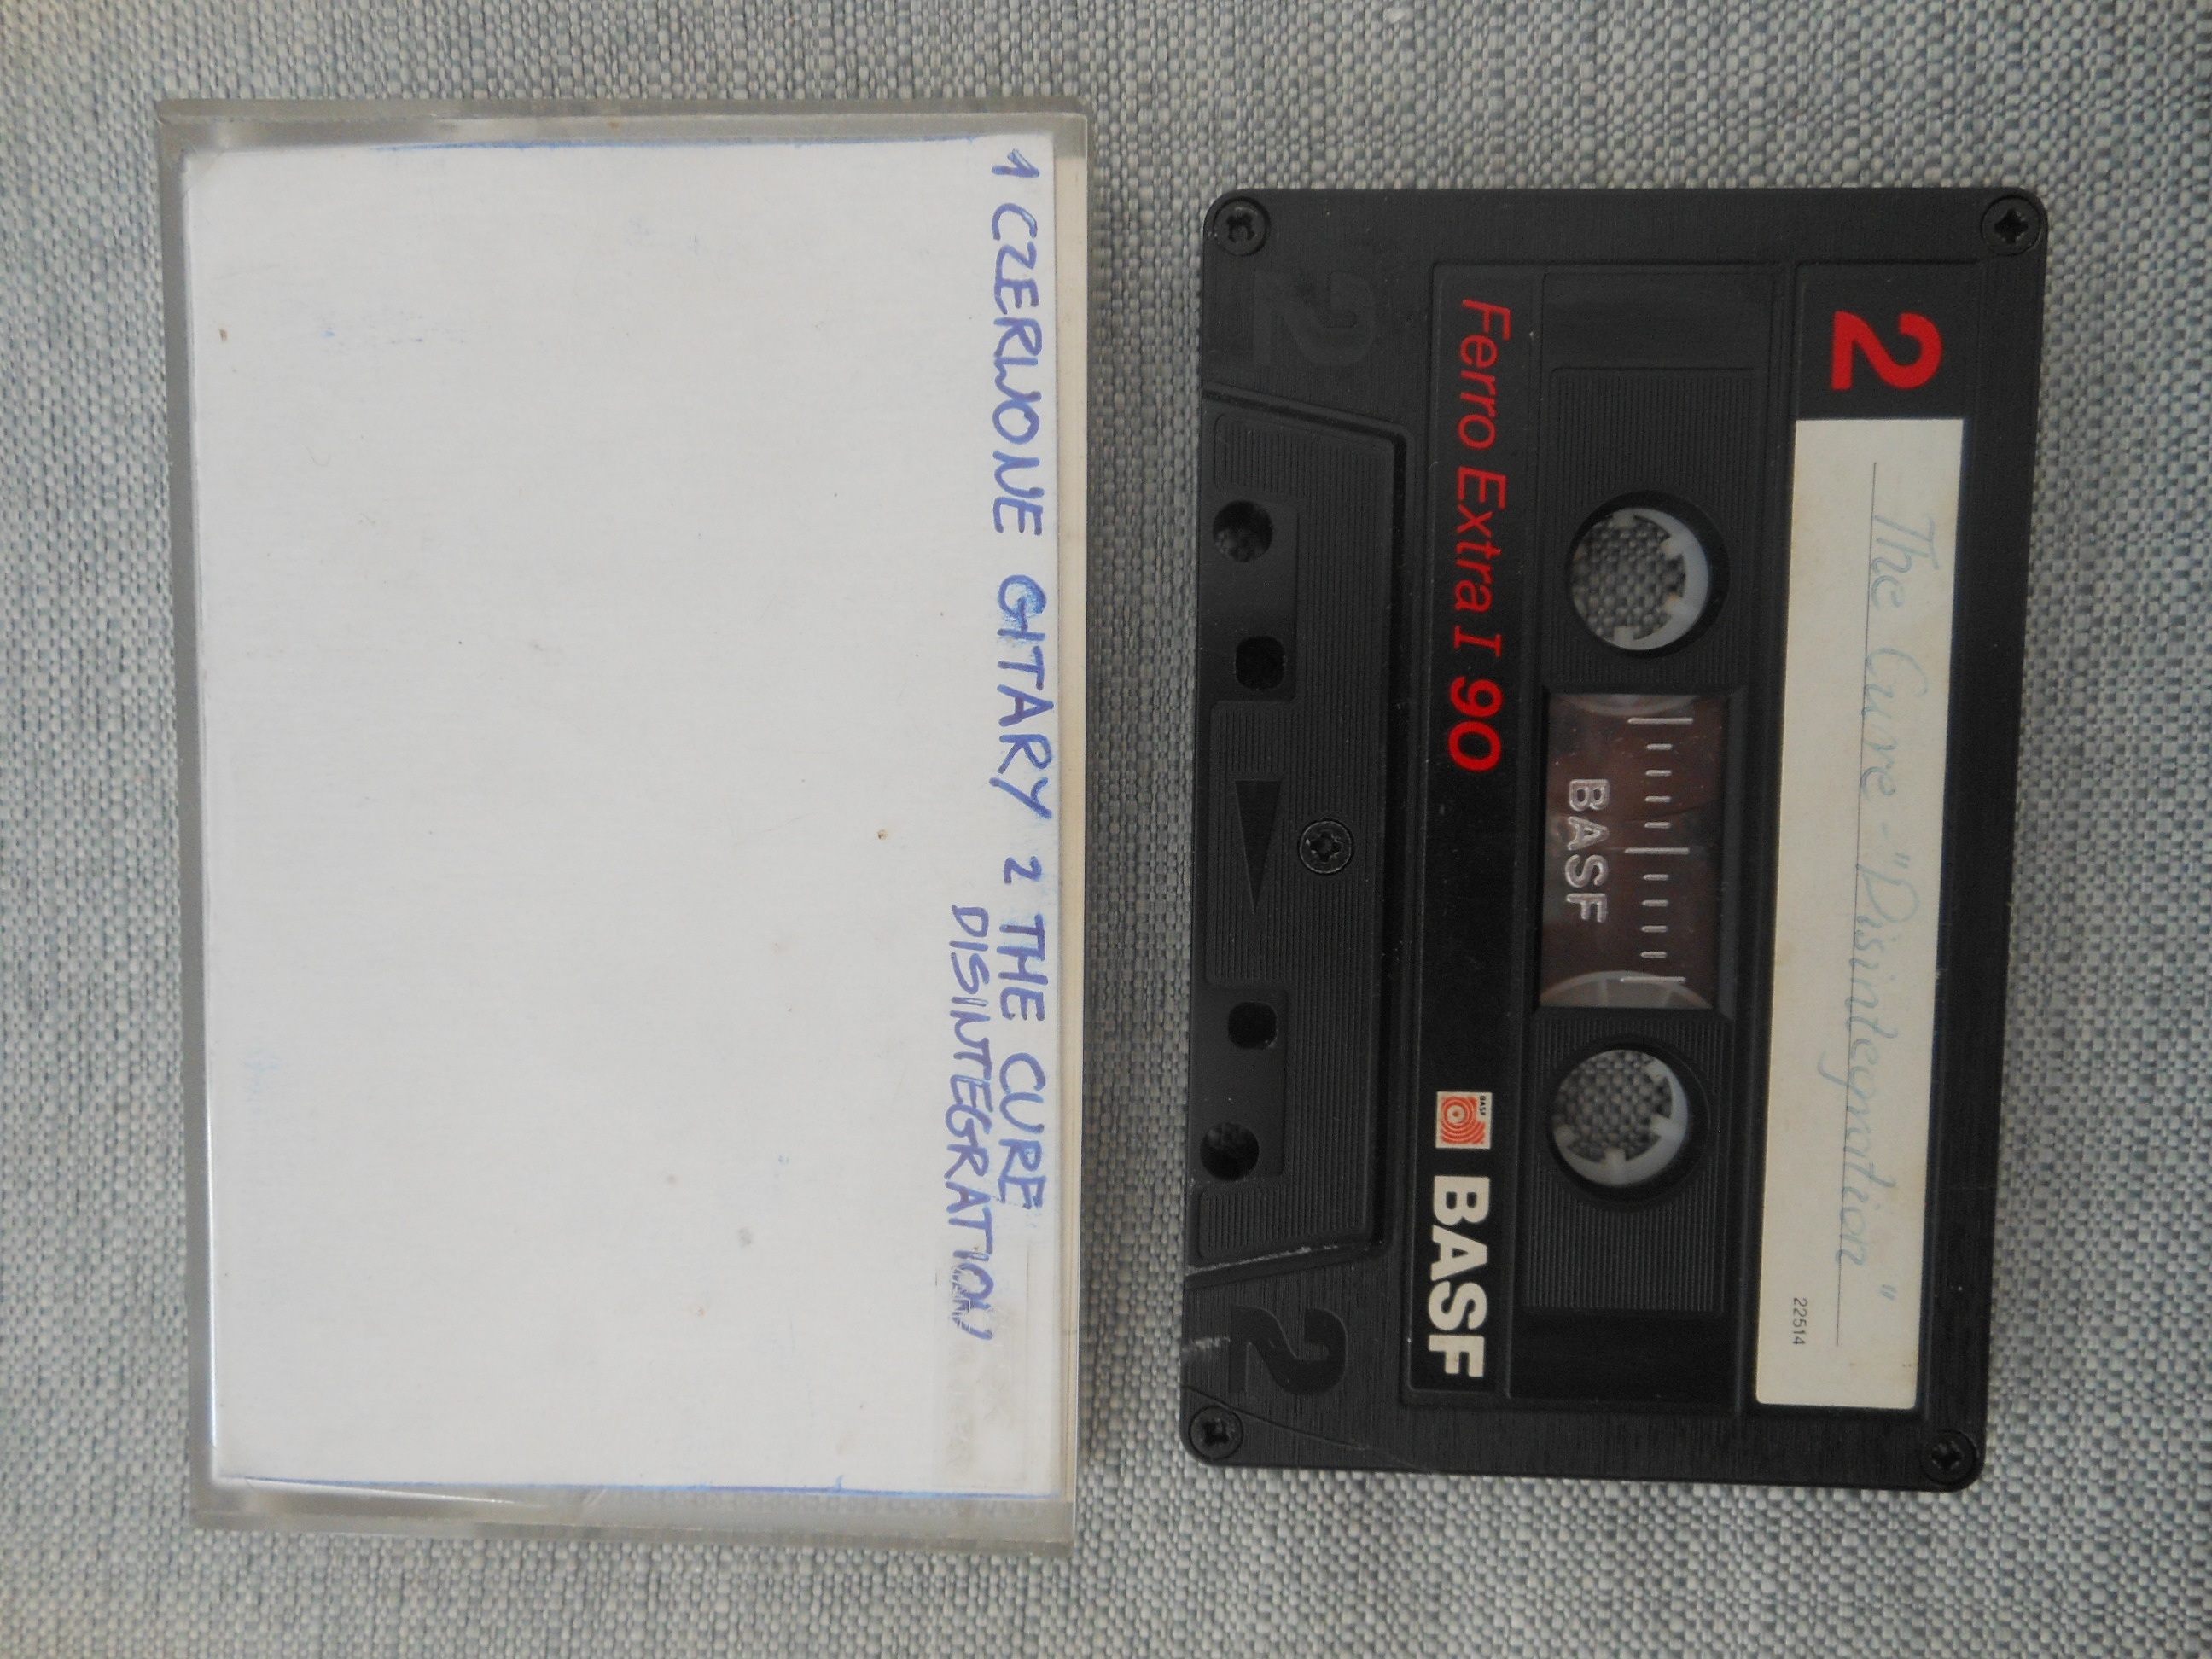 1 CZERWONE GITARY 2 THE CURE
DISINTEGRATION
2
The Cure - "Disintegration"
22514
BASF
Ferro Extra I 90
BASF
BASF
2
2